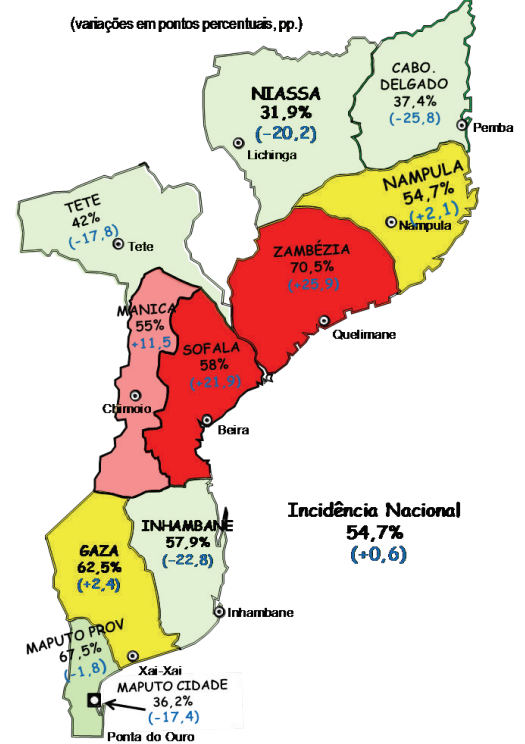 (variações em pontos percentuais, pp.)
CABO.
DELGADO
37,4%
(-25,8)
Pemba
NIASSA
31,9%
(-20,2)
Lichinga
NAMPULA
54,7%
(+2,1)
Nampula
TETE
42%
(-17,8)
Tete
ZAMBÉZIA
70,5%
(-25,9)
Quelimane
MANICA
55%
+11,5
SOFALA
58%
(+21,9)
Chimoio
Beira
Incidência Nacional
54,7%
(+0,6)
INHAMBANE
57,9%
(-22,8)
GAZA
62,5%
(+2,4)
Inhambane
MAPUTO PROV
67,5%
(-1,8)
Xai-Xai
MAPUTO CIDADE
36,2%
(-17,4)
Ponta do Ouro